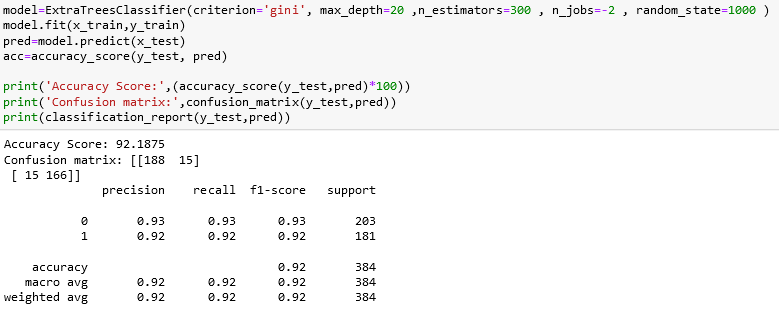 model=ExtraTreesClassifier(criterion='gini', max_depth=20 ,n_estimators=300 , n_jobs=-2 , random_state=1000 )
model.fit(x_train,y_train)
pred=model.predict(x_test)
acc=accuracy_score(y_test, pred)
print('Accuracy Score:',(accuracy_score(y_test,pred)*100))
print('Confusion matrix:',confusion_matrix(y_test,pred))
print(classification_report(y_test,pred))
Accuracy Score: 92.1875
Confusion matrix: [[188  15]
 [ 15 166]]
              precision    recall  f1-score   support
           0       0.93      0.93      0.93       203
           1       0.92      0.92      0.92       181
    accuracy                           0.92       384
   macro avg       0.92      0.92      0.92       384
weighted avg       0.92      0.92      0.92       384